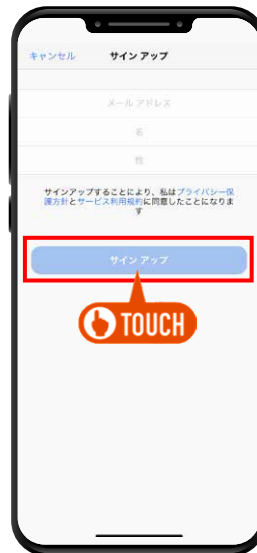 キャンセル サイン アップ
メール アドレス
名
姓
サインアップすることにより、私はプライバシー保
護方針とサービス利用規約に同意したことになりま
す
サイン アップ
TOUCH